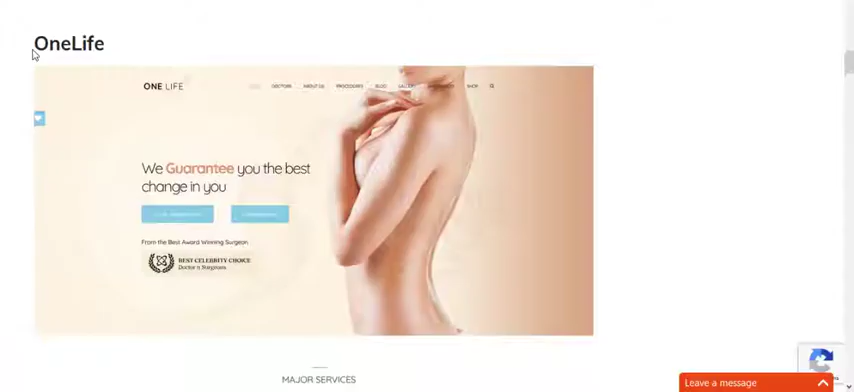 OneLife
ONE LIFE
DOCTORS ABOUT US PROCEDURES BLOG GALLERY SHOP
We Guarantee you the best
change in you
From the Best Award Winning Surgeon
BEST CELEBRITY CHOICE
Doctor n Surgeons
MAJOR SERVICES
Leave a message